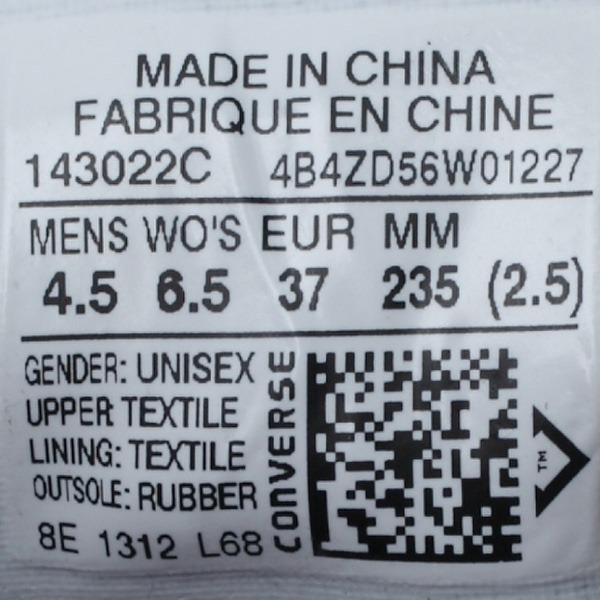 MADE IN CHINA
FABRIQUE EN CHINE
143022C 4B4ZD56W01227
MENS WO'S EUR MM
4.5 6.5 37 235 (2.5)
GENDER: UNISEX
UPPER TEXTILE
LINING: TEXTILE
OUTSOLE: RUBBER
8E 1312 L68
CONVERSE
TM